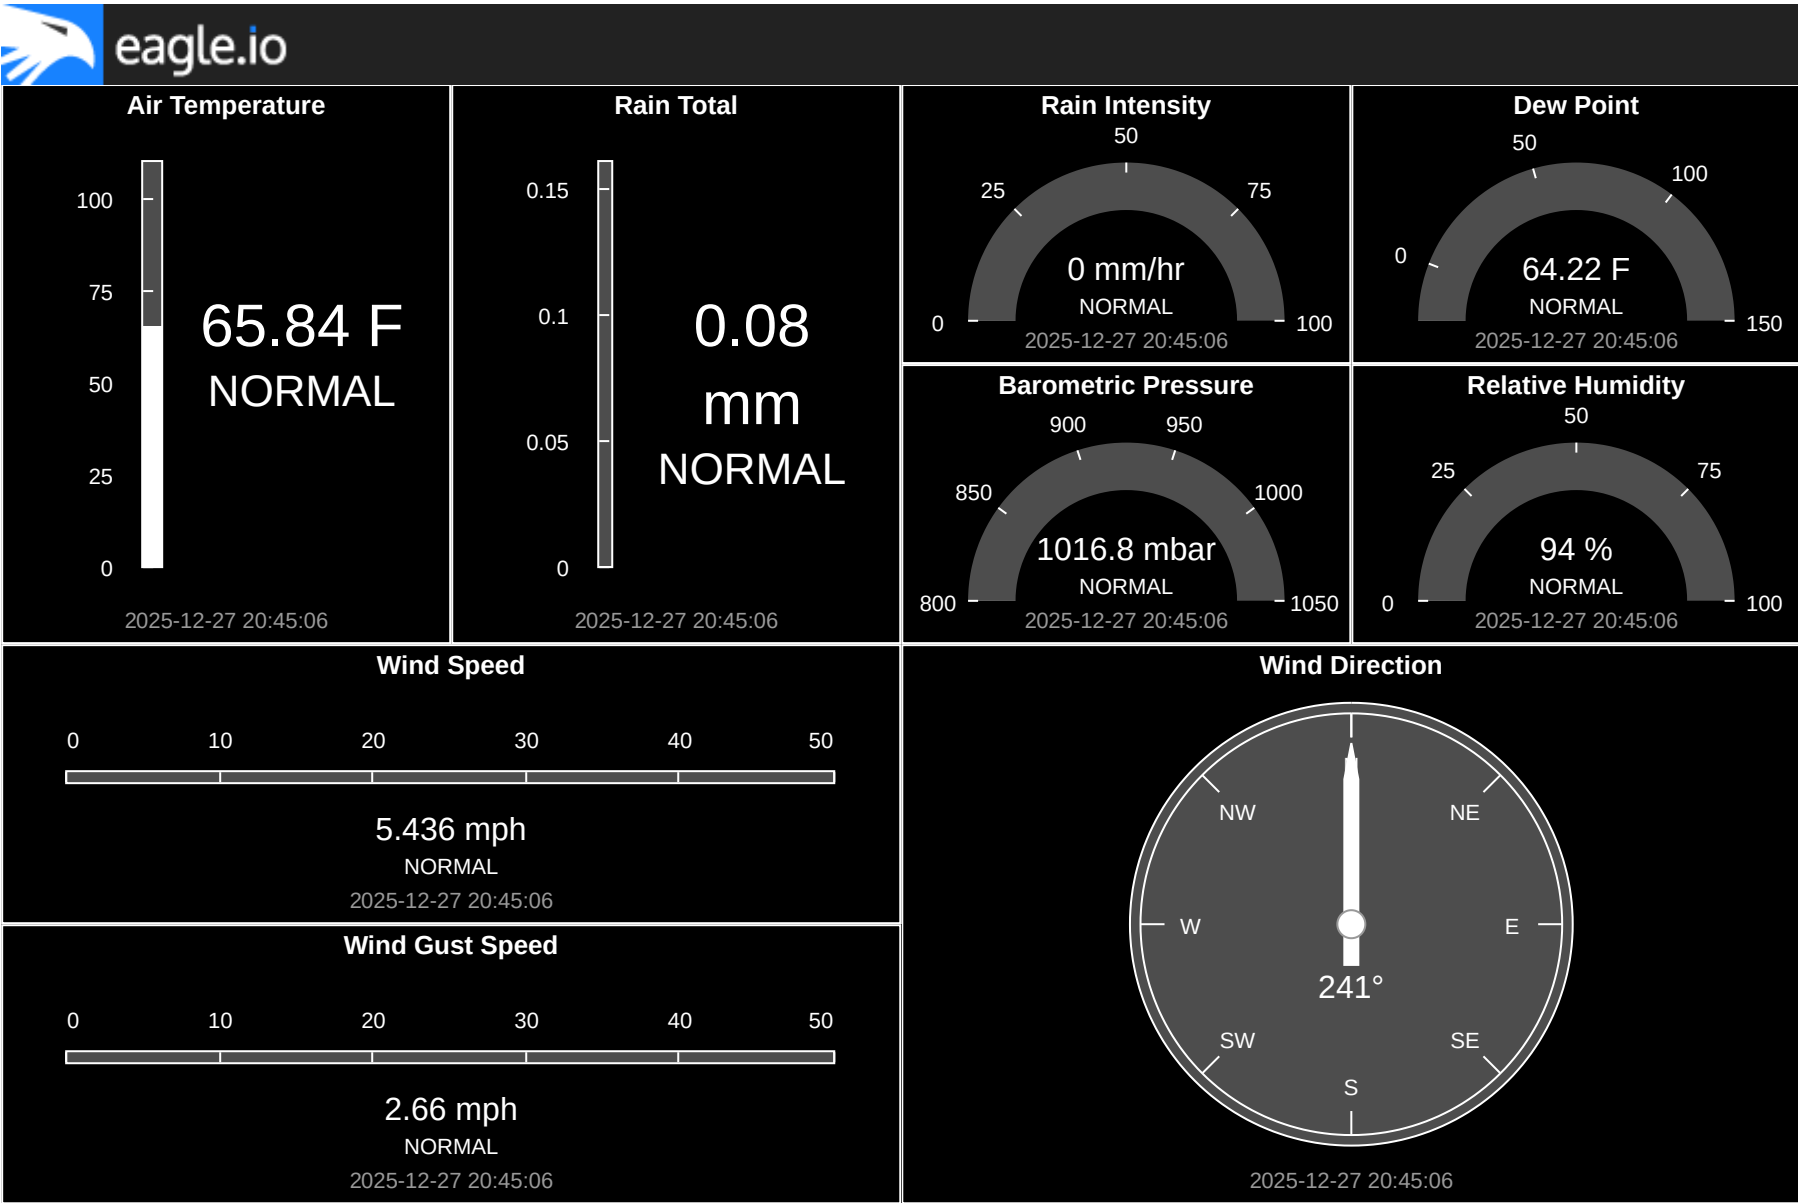 eagle.io
Air Temperature
100
75
50
25
0
65.84 F
NORMAL
2025-12-27 20:45:06
Rain Total
0.15
0.1
0.05
0
0.08
mm
NORMAL
2025-12-27 20:45:06
Rain Intensity
50
25
75
0
100
0 mm/hr
NORMAL
2025-12-27 20:45:06
Dew Point
50
100
0
150
64.22 F
NORMAL
2025-12-27 20:45:06
Barometric Pressure
900
950
850
1000
800
1050
1016.8 mbar
NORMAL
2025-12-27 20:45:06
Relative Humidity
50
25
75
0
100
94 %
NORMAL
2025-12-27 20:45:06
Wind Speed
0 10 20 30 40 50
5.436 mph
NORMAL
2025-12-27 20:45:06
Wind Gust Speed
0 10 20 30 40 50
2.66 mph
NORMAL
2025-12-27 20:45:06
Wind Direction
NW NE
W E
241°
SW SE
S
2025-12-27 20:45:06